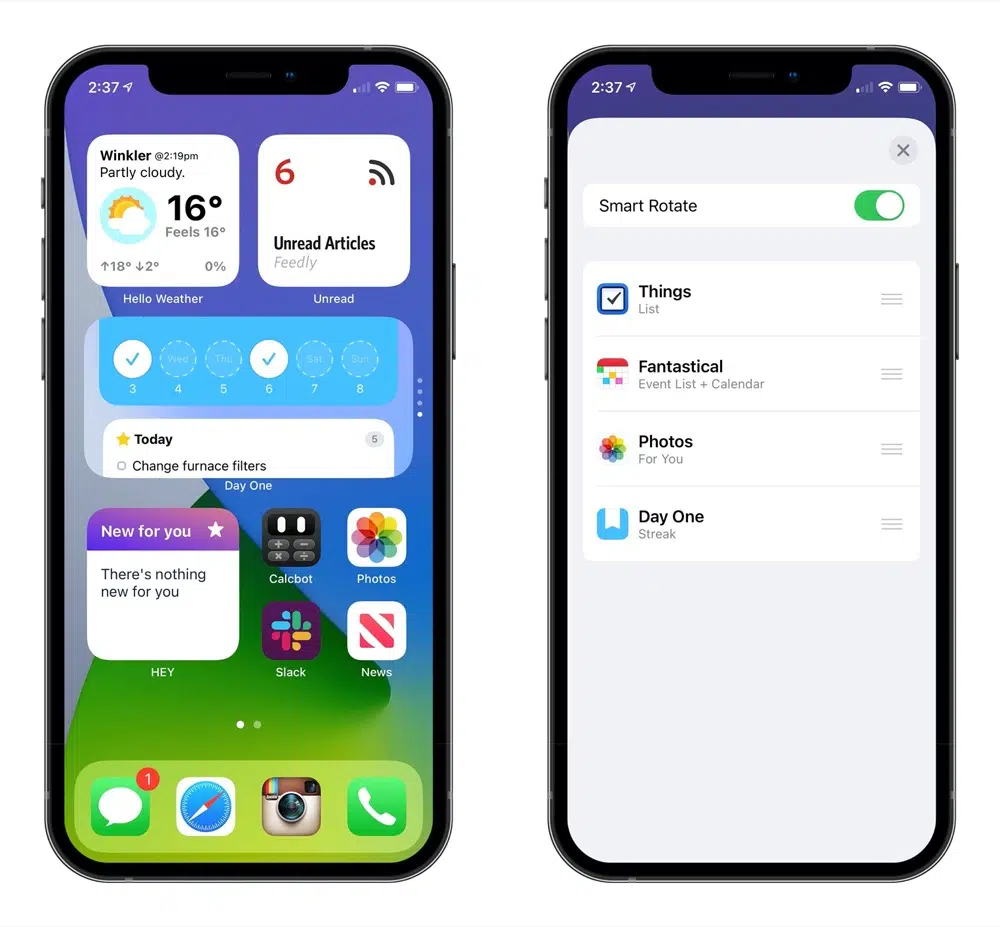 2:37
Winkler @2:19pm
Partly cloudy.
16°
Feels 16°
↑18° ↓2° 0%
Hello Weather
6
Unread Articles
Feedly
Unread
Wed Thu Sat Sun
3 4 5 6 7 8
Today 5
Change furnace filters
Day One
New for you
There's nothing
new for you
HEY
Calcbot
Photos
Slack
News
1
2:37
Smart Rotate
Things
List
Fantastical
Event List + Calendar
Photos
For You
Day One
Streak